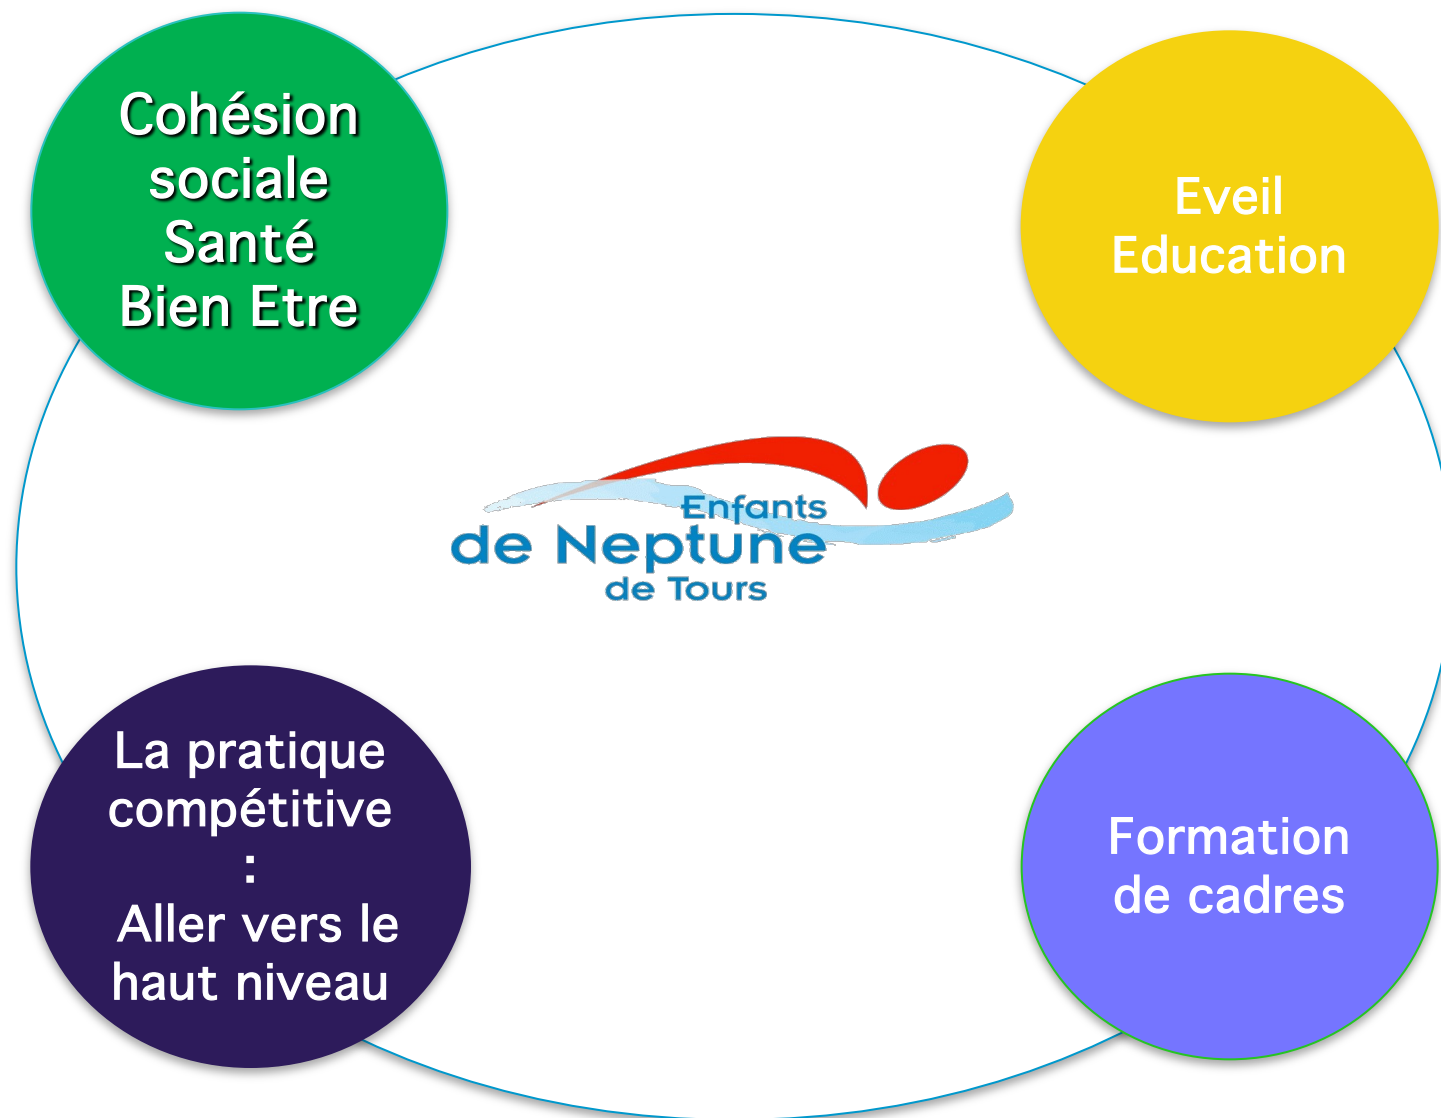 Cohésion
sociale
Santé
Bien Etre
Eveil
Education
Enfants
de Neptune
de Tours
La pratique
compétitive
:
Aller vers le
haut niveau
Formation
de cadres